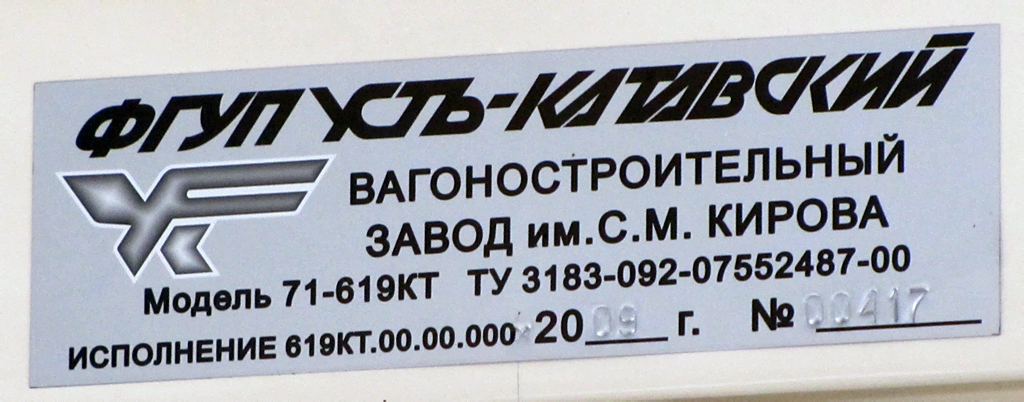 ФГУП УСТЬ-КАТАВСКИЙ
ВАГОНОСТРОИТЕЛЬНЫЙ
ЗАВОД им.С.М. КИРОВА
Модель 71-619КТ ТУ 3183-092-07552487-00
ИСПОЛНЕНИЕ 619КТ.00.00.000 2009 г. № 00417